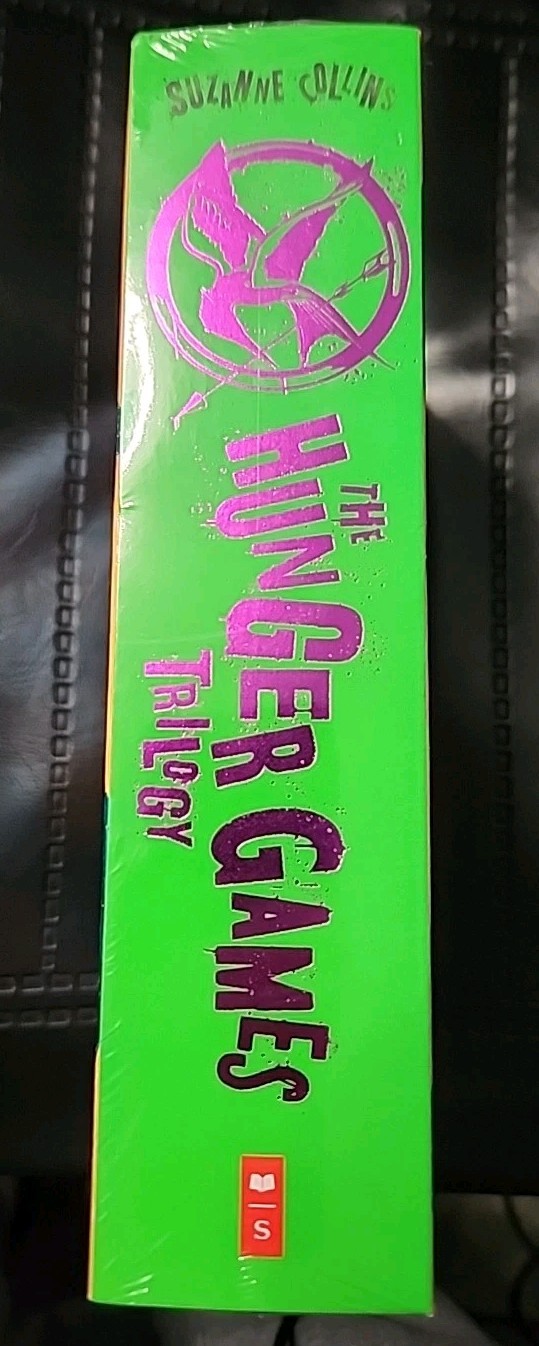 SUZANNE COLLINS
THE
HUNGER GAMES
TRILOGY
S